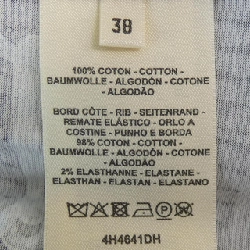 38
100% COTON - COTTON -
BAUMWOLLE - ALGODÓN - COTONE
- ALGODÃO
BORD CÔTE - RIB - SEITENRAND -
REMATE ELÁSTICO - ORLO A
COSTINE - PUNHO E BORDA
98% COTON - COTTON -
BAUMWOLLE - ALGODÓN - COTONE
- ALGODÃO
2% ELASTHANNE - ELASTANE -
ELASTHAN - ELASTAN - ELASTANO
4H4641DH